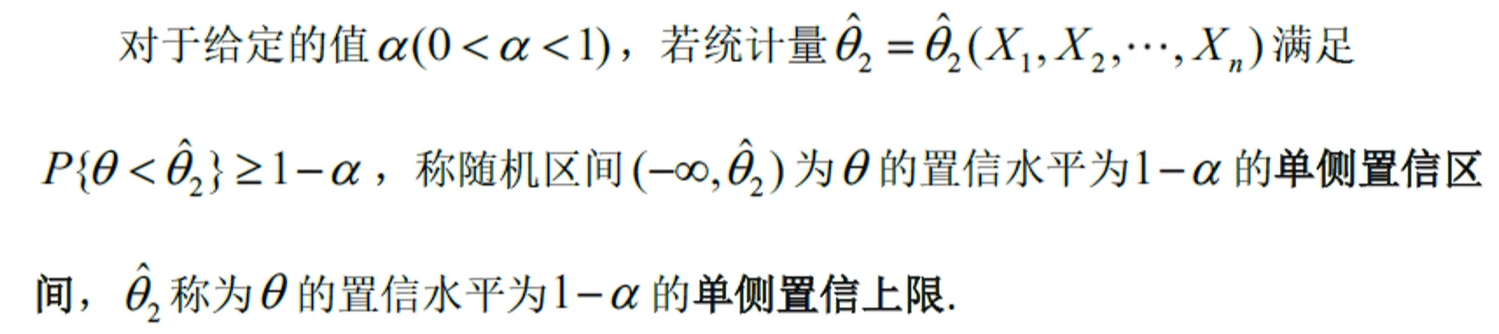 对于给定的值α(0<α<1)，若统计量θ̂₂=θ̂₂(X₁,X₂,⋯,Xₙ)满足
P{θ<θ̂₂}≥1−α，称随机区间(−∞,θ̂₂)为θ的置信水平为1−α的单侧置信区
间，θ̂₂称为θ的置信水平为1−α的单侧置信上限.